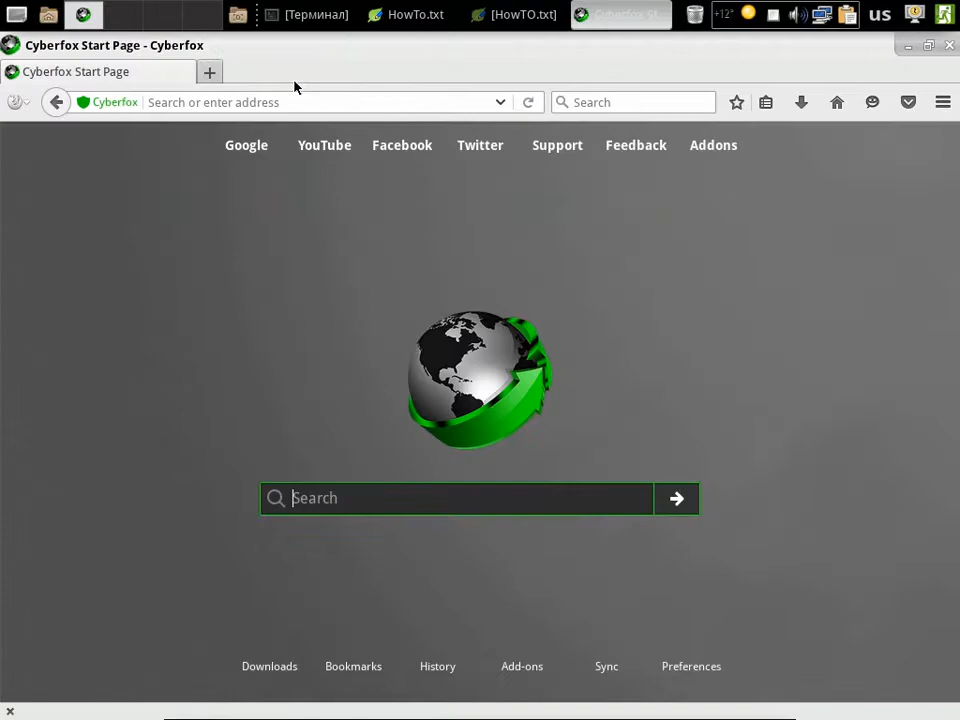 [Терминал] HowTo.txt [HowTO.txt] Cyberfox St... +12° us
Cyberfox Start Page - Cyberfox
Cyberfox Start Page
Cyberfox Search or enter address Search
Google YouTube Facebook Twitter Support Feedback Addons
Search
Downloads Bookmarks History Add-ons Sync Preferences